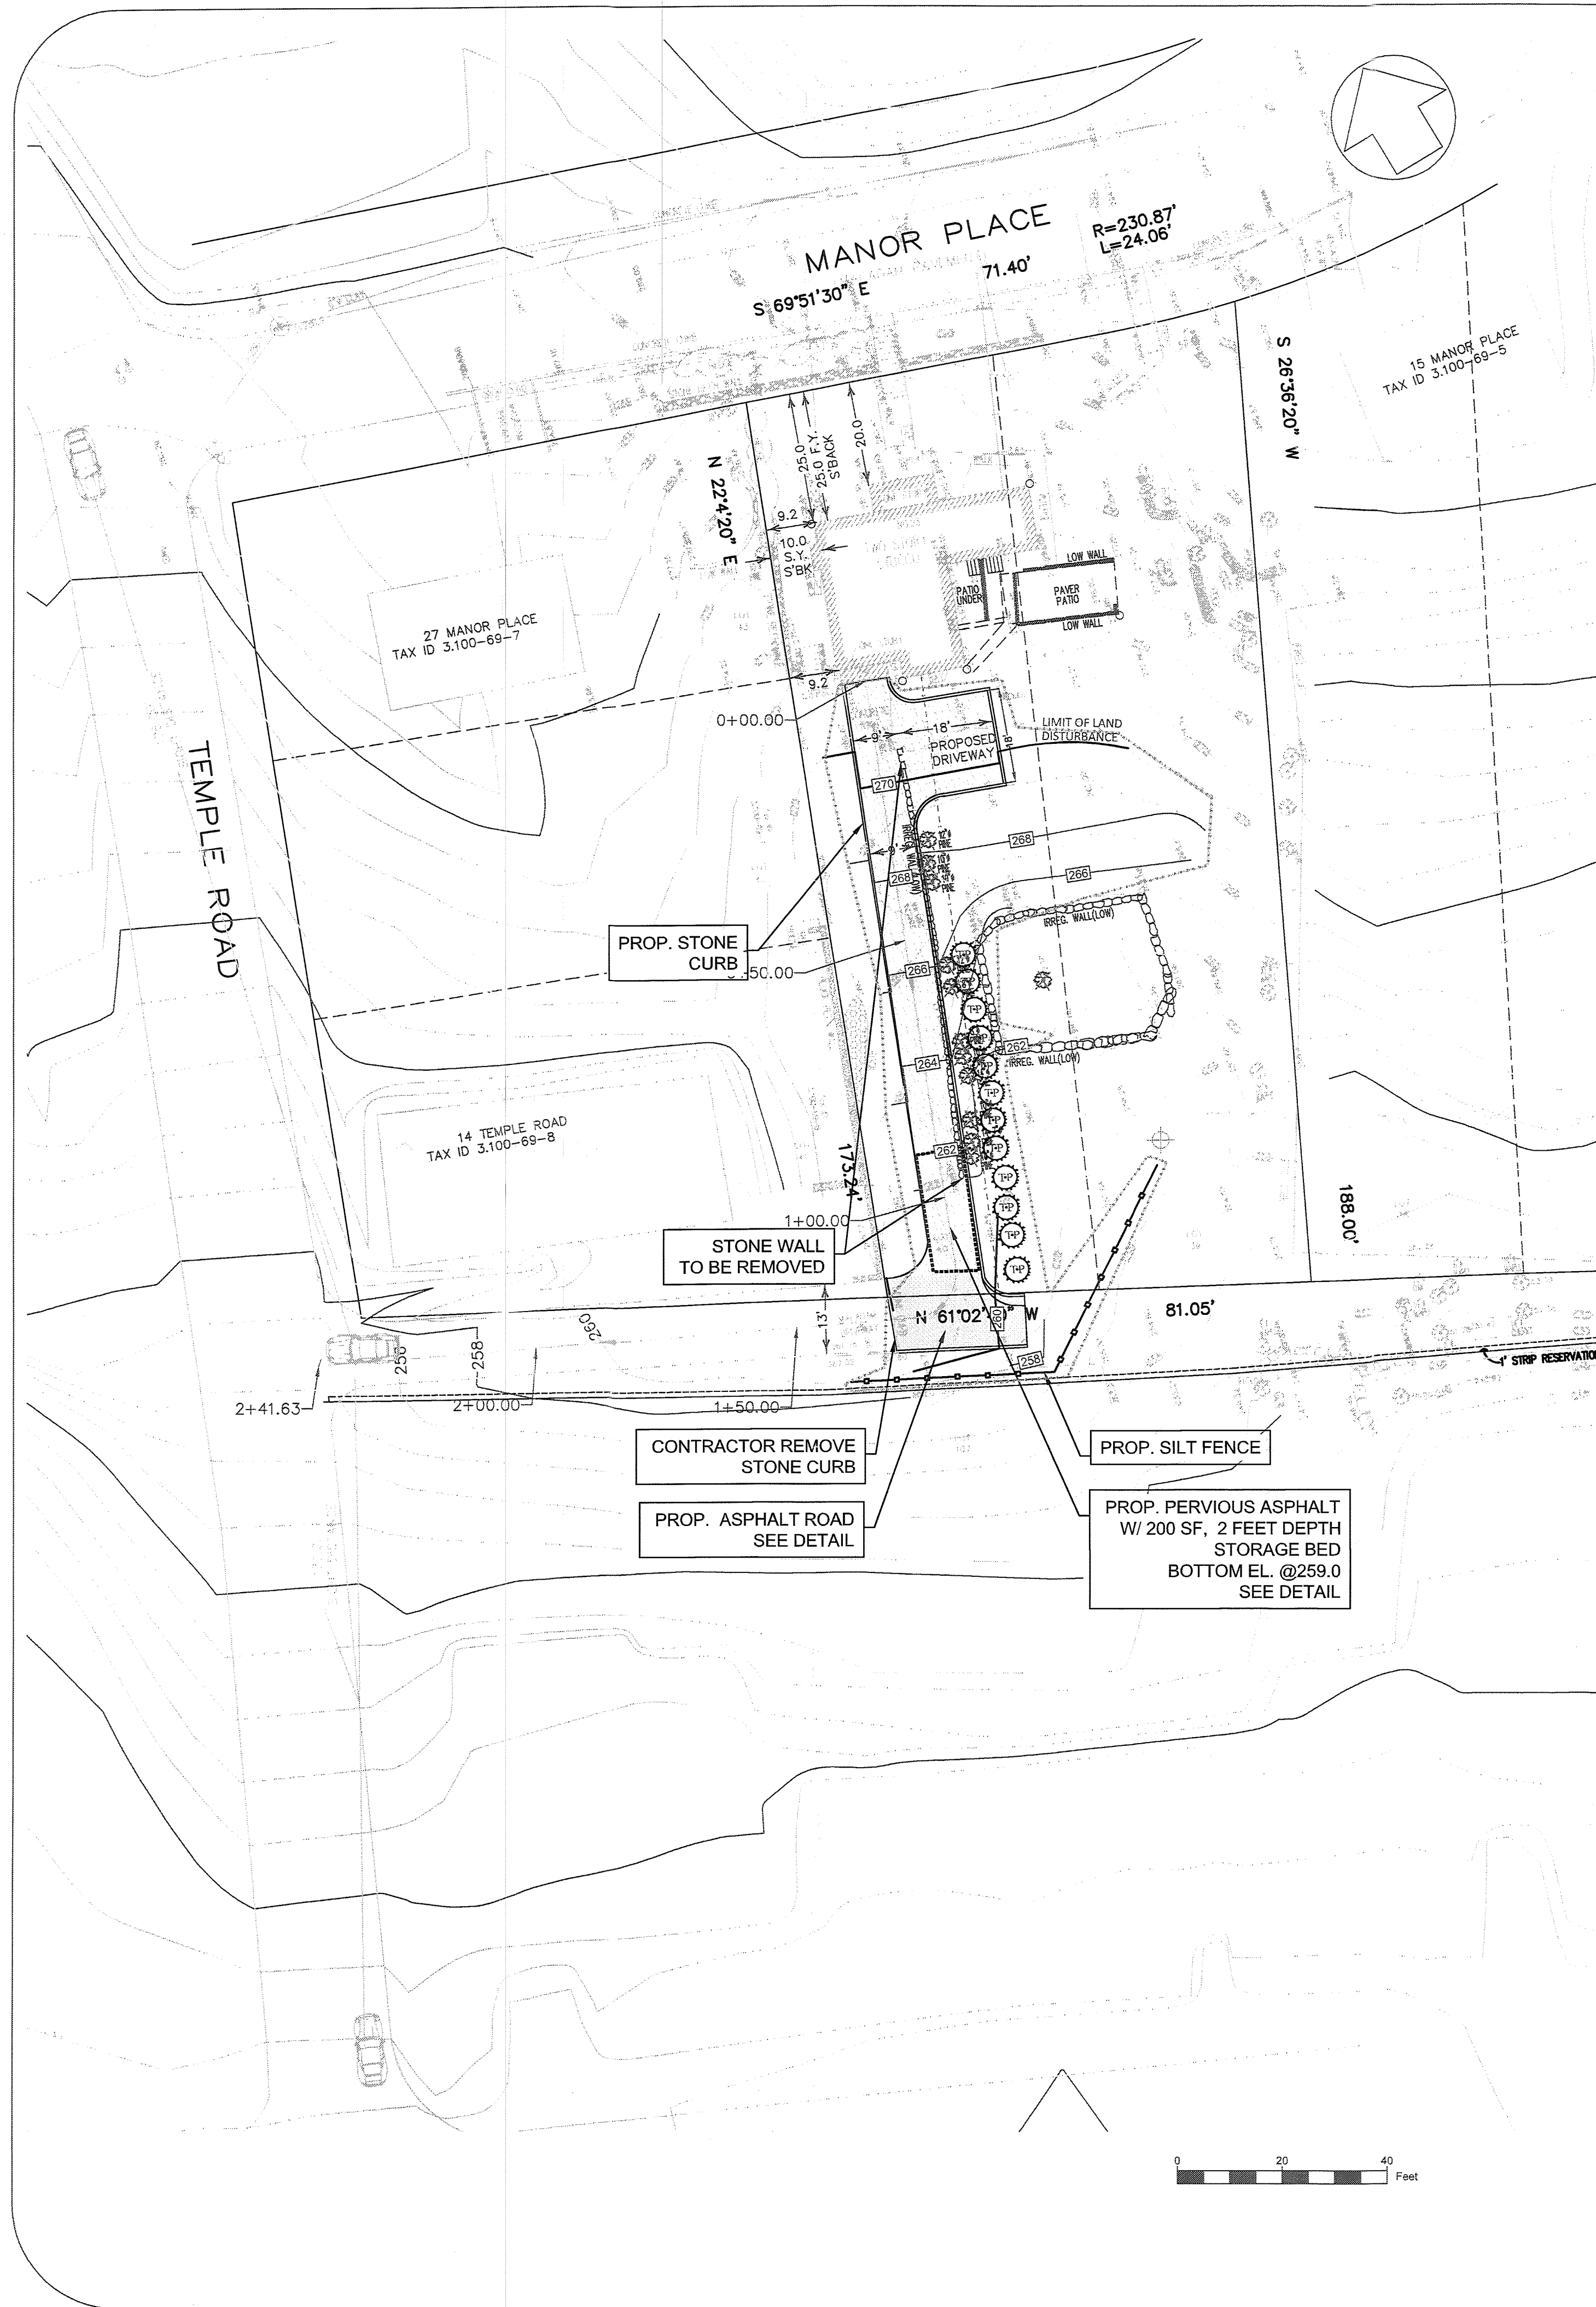 MANOR PLACE
R=230.87'
L=24.06'
71.40'
S 69°51'30" E
S 26°36'20" W
15 MANOR PLACE
TAX ID 3.100-69-5
N 22°4'20" E
25.0
25.0 F.Y.
S'BACK
20.0
9.2
10.0
S.Y.
S'BK
LOW WALL
PATIO
UNDER
PAVER
PATIO
LOW WALL
27 MANOR PLACE
TAX ID 3.100-69-7
9.2
0+00.00
TEMPLE ROAD
9'
18'
PROPOSED
DRIVEWAY
18'
LIMIT OF LAND
DISTURBANCE
270
268
9'
268
266
IRREG. WALL(LOW)
PROP. STONE
CURB
50.00
266
T-P
T-P
T-P
T-P
262
264
IRREG. WALL(LOW)
T-P
T-P
T-P
T-P
T-P
T-P
T-P
T-P
14 TEMPLE ROAD
TAX ID 3.100-69-8
262
173.24'
188.00'
1+00.00
STONE WALL
TO BE REMOVED
13'
N 61°02' " W
260
81.05'
260
258
258
258
1' STRIP RESERVATIO
2+41.63
2+00.00
1+50.00
CONTRACTOR REMOVE
STONE CURB
PROP. SILT FENCE
PROP. ASPHALT ROAD
SEE DETAIL
PROP. PERVIOUS ASPHALT
W/ 200 SF, 2 FEET DEPTH
STORAGE BED
BOTTOM EL. @259.0
SEE DETAIL
0 20 40
Feet